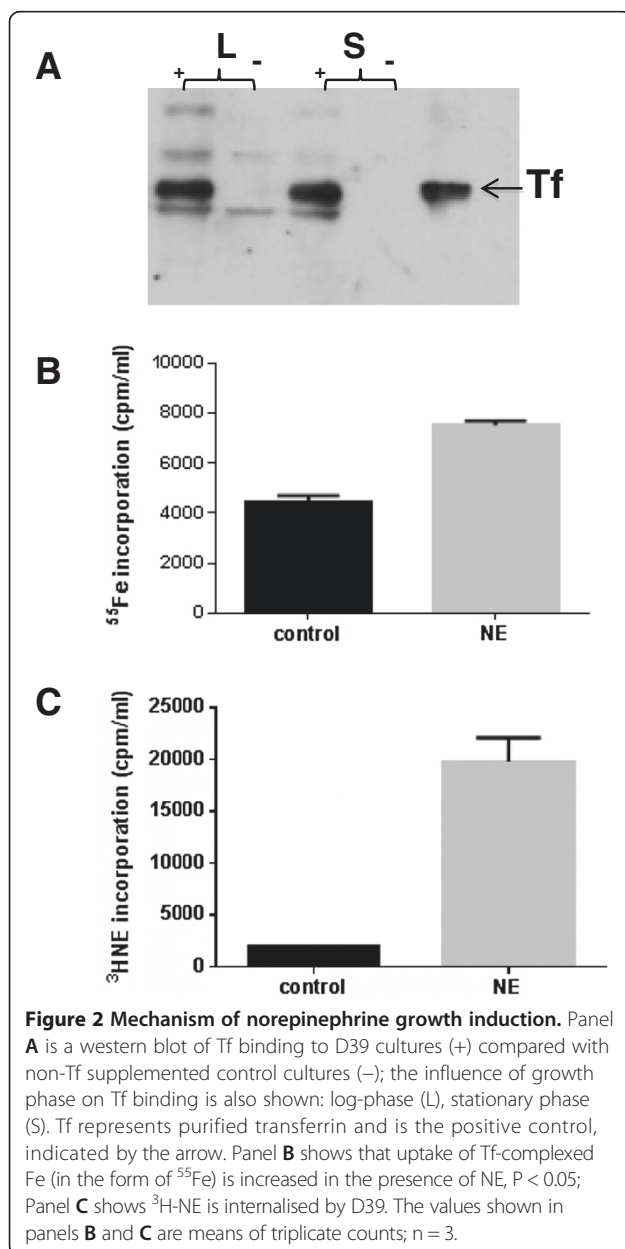 A
L
S
+ - + -
Tf
B
55Fe incorporation (cpm/ml)
10000
8000
6000
4000
2000
0
control NE
C
3HNE incorporation (cpm/ml)
25000
20000
15000
10000
5000
0
control NE
Figure 2 Mechanism of norepinephrine growth induction. Panel
A is a western blot of Tf binding to D39 cultures (+) compared with
non-Tf supplemented control cultures (−); the influence of growth
phase on Tf binding is also shown: log-phase (L), stationary phase
(S). Tf represents purified transferrin and is the positive control,
indicated by the arrow. Panel B shows that uptake of Tf-complexed
Fe (in the form of 55Fe) is increased in the presence of NE, P < 0.05;
Panel C shows 3H-NE is internalised by D39. The values shown in
panels B and C are means of triplicate counts; n = 3.